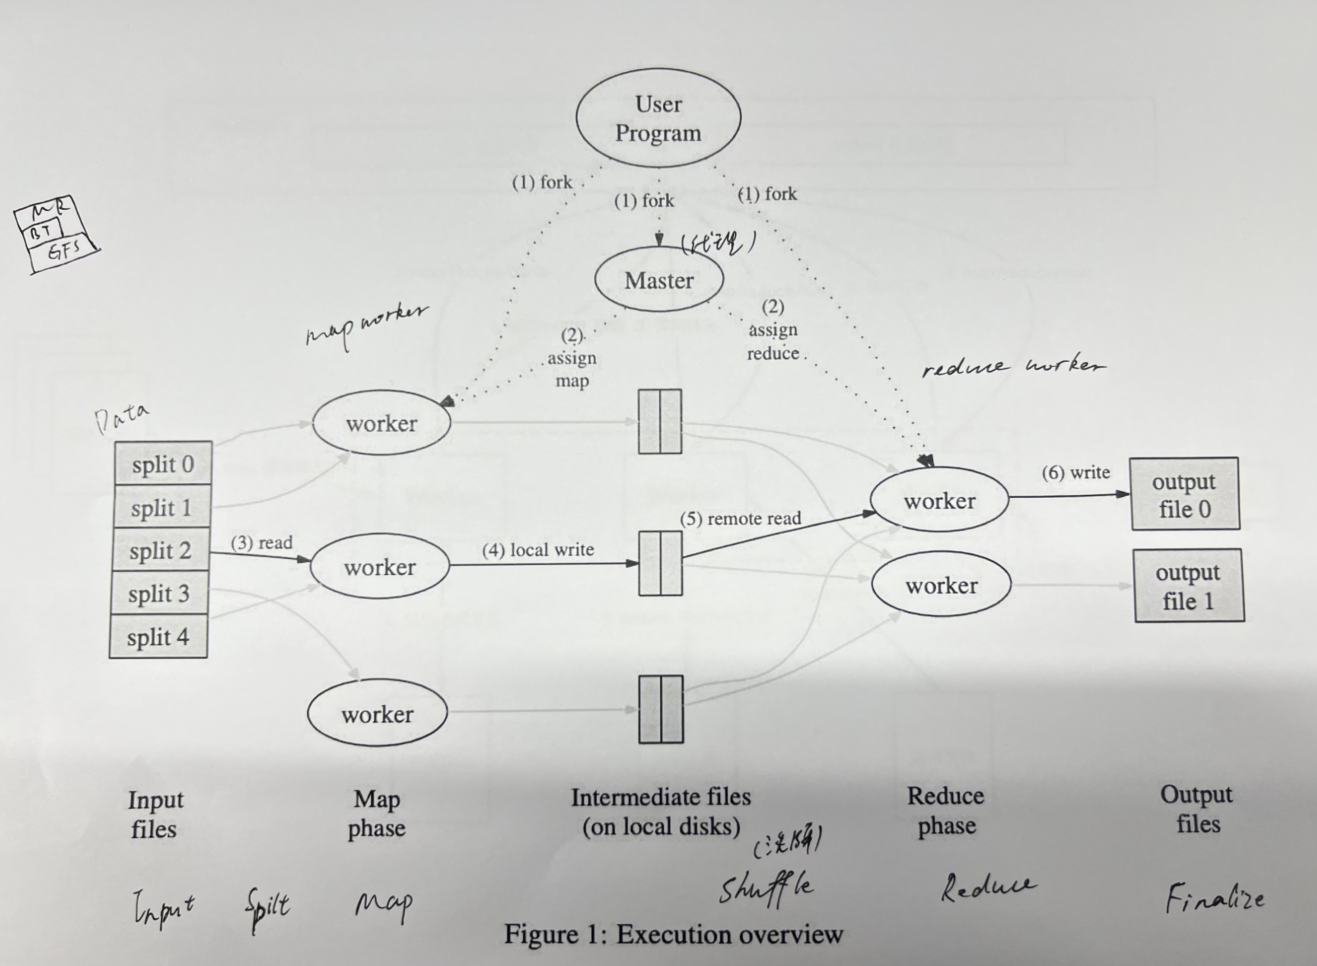 User
Program
(1) fork
(1) fork
(1) fork
MR
BT
GFS
(代理)
Master
(2)
assign
map
(2)
assign
reduce
map worker
reduce worker
Data
split 0
split 1
split 2
split 3
split 4
(3) read
worker
worker
worker
(4) local write
(5) remote read
worker
worker
(6) write
output
file 0
output
file 1
Input
files
Map
phase
Intermediate files
(on local disks)
Reduce
phase
Output
files
(洗牌)
Input
Spilt
Map
Shuffle
Reduce
Finalize
Figure 1: Execution overview